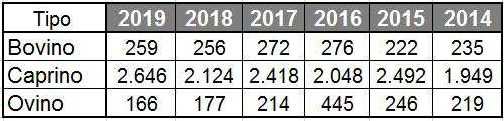 Tipo 2019 2018 2017 2016 2015 2014
Bovino 259 256 272 276 222 235
Caprino 2.646 2.124 2.418 2.048 2.492 1.949
Ovino 166 177 214 445 246 219